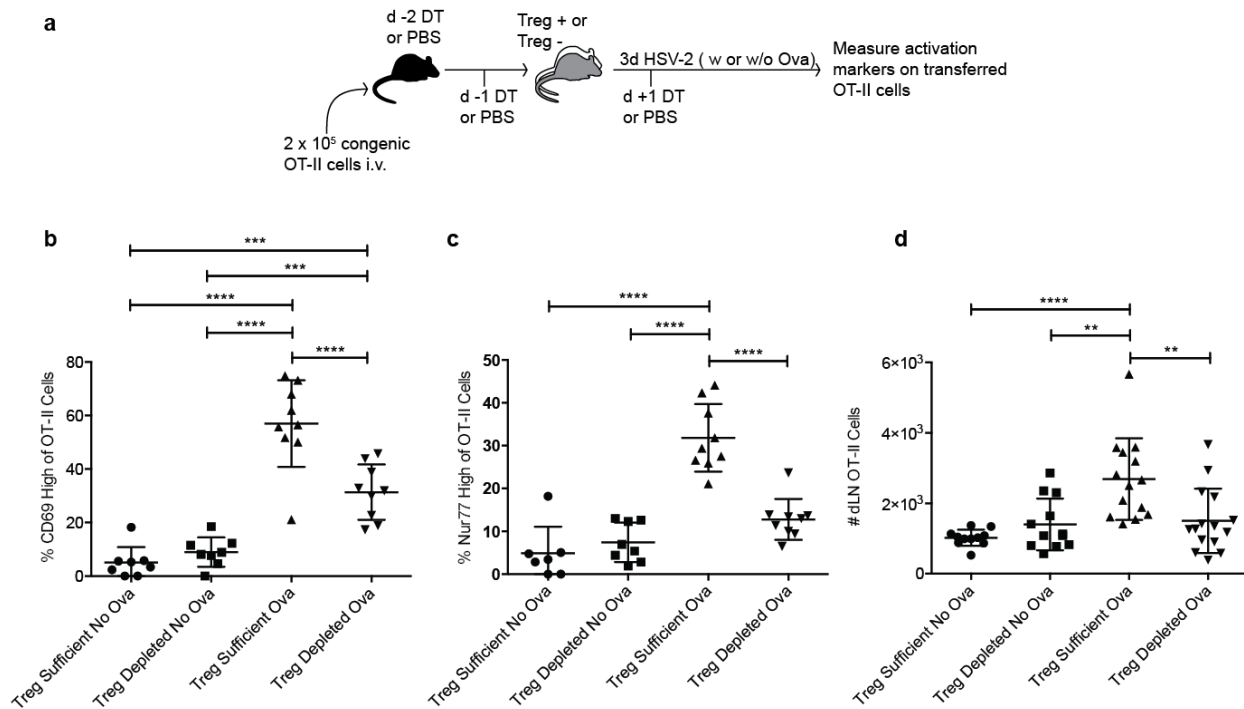 a
d -2 DT
or PBS
Treg + or
Treg -
3d HSV-2 ( w or w/o Ova)
Measure activation
markers on transferred
OT-II cells
d -1 DT
or PBS
d +1 DT
or PBS
2 x 10⁵ congenic
OT-II cells i.v.
b
***
***
****
****
****
80
60
40
20
0
% CD69 High of OT-II Cells
Treg Sufficient No Ova
Treg Depleted No Ova
Treg Sufficient Ova
Treg Depleted Ova
c
****
****
****
50
40
30
20
10
0
% Nur77 High of OT-II Cells
Treg Sufficient No Ova
Treg Depleted No Ova
Treg Sufficient Ova
Treg Depleted Ova
d
****
**
**
6×10³
4×10³
2×10³
0
# dLN OT-II Cells
Treg Sufficient No Ova
Treg Depleted No Ova
Treg Sufficient Ova
Treg Depleted Ova